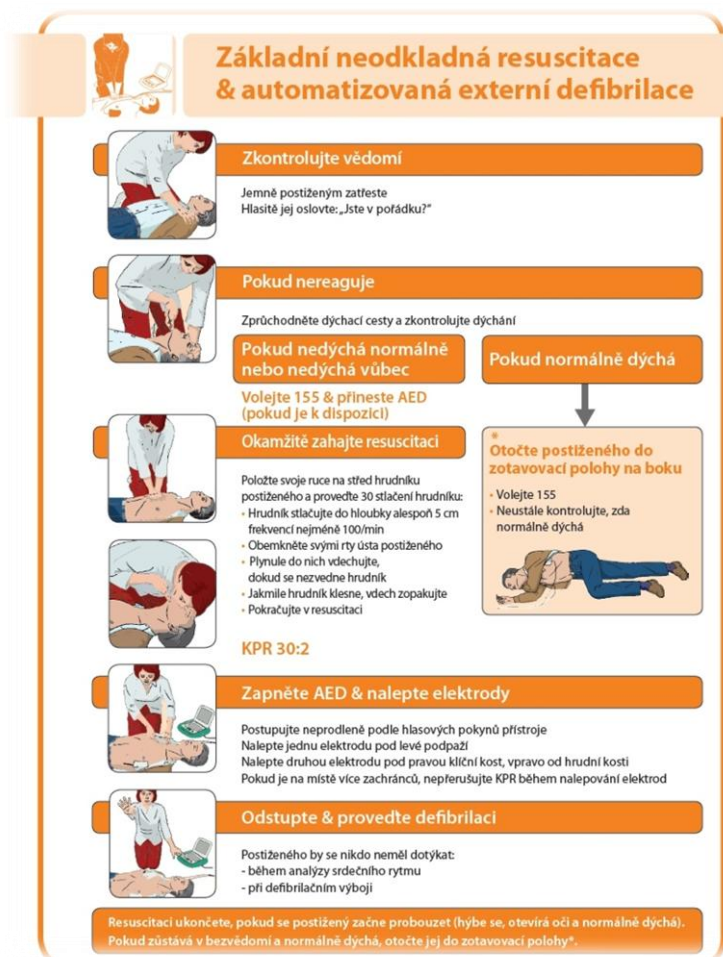 Základní neodkladná resuscitace
& automatizovaná externí defibrilace
Zkontrolujte vědomí
Jemně postiženým zatřeste
Hlasitě jej oslovte: „Jste v pořádku?"
Pokud nereaguje
Zprůchodněte dýchací cesty a zkontrolujte dýchání
Pokud nedýchá normálně
nebo nedýchá vůbec
Volejte 155 & přineste AED
(pokud je k dispozici)
Okamžitě zahajte resuscitaci
Položte svoje ruce na střed hrudníku
postiženého a proveďte 30 stlačení hrudníku:
• Hrudník stlačujte do hloubky alespoň 5 cm
frekvencí nejméně 100/min
• Obemkněte svými rty ústa postiženého
• Plynule do nich vdechujte,
dokud se nezvedne hrudník
• Jakmile hrudník klesne, vdech zopakujte
• Pokračujte v resuscitaci
KPR 30:2
Pokud normálně dýchá
*
Otočte postiženého do
zotavovací polohy na boku
• Volejte 155
• Neustále kontrolujte, zda
normálně dýchá
Zapněte AED & nalepte elektrody
Postupujte neprodleně podle hlasových pokynů přístroje
Nalepte jednu elektrodu pod levé podpaží
Nalepte druhou elektrodu pod pravou klíční kost, vpravo od hrudní kosti
Pokud je na místě více zachránců, nepřerušujte KPR během nalepování elektrod
Odstupte & proveďte defibrilaci
Postiženého by se nikdo neměl dotýkat:
- během analýzy srdečního rytmu
- při defibrilačním výboji
Resuscitaci ukončete, pokud se postižený začne probouzet (hýbe se, otevírá oči a normálně dýchá).
Pokud zůstává v bezvědomí a normálně dýchá, otočte jej do zotavovací polohy*.